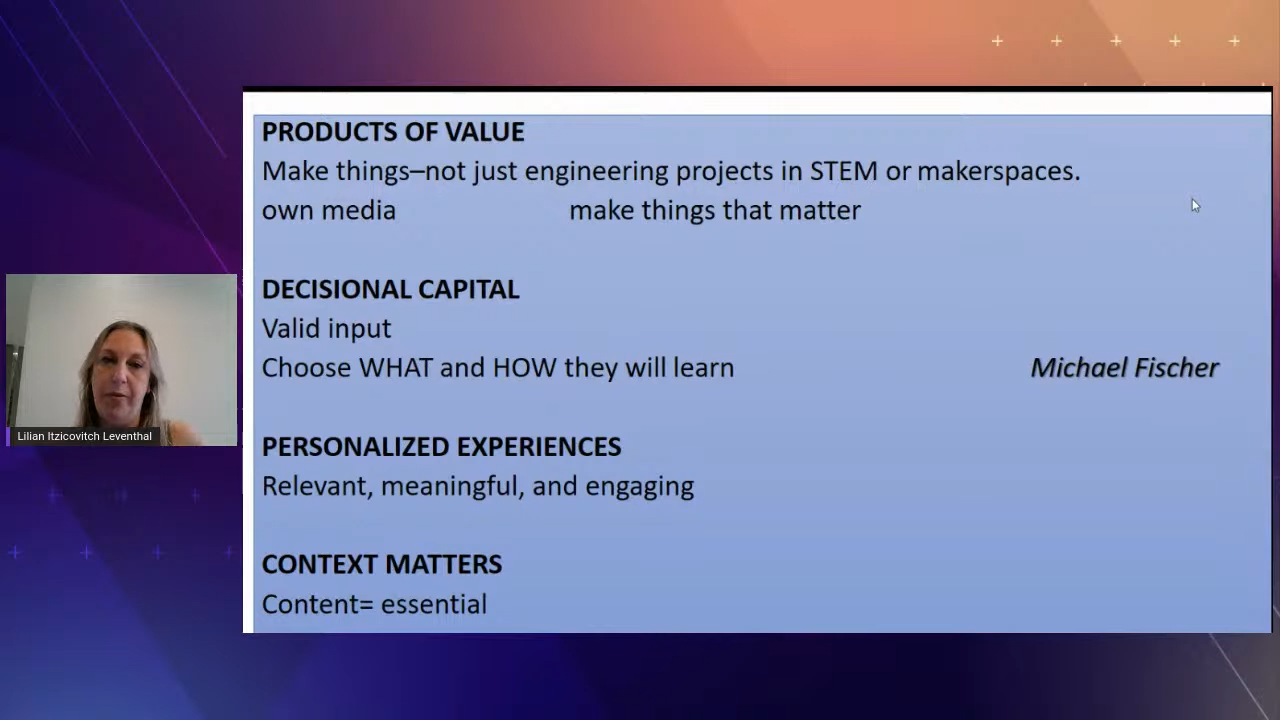 PRODUCTS OF VALUE
Make things–not just engineering projects in STEM or makerspaces.
own media make things that matter
DECISIONAL CAPITAL
Valid input
Choose WHAT and HOW they will learn
Michael Fischer
PERSONALIZED EXPERIENCES
Relevant, meaningful, and engaging
CONTEXT MATTERS
Content= essential
Lilian Itzicovitch Leventhal